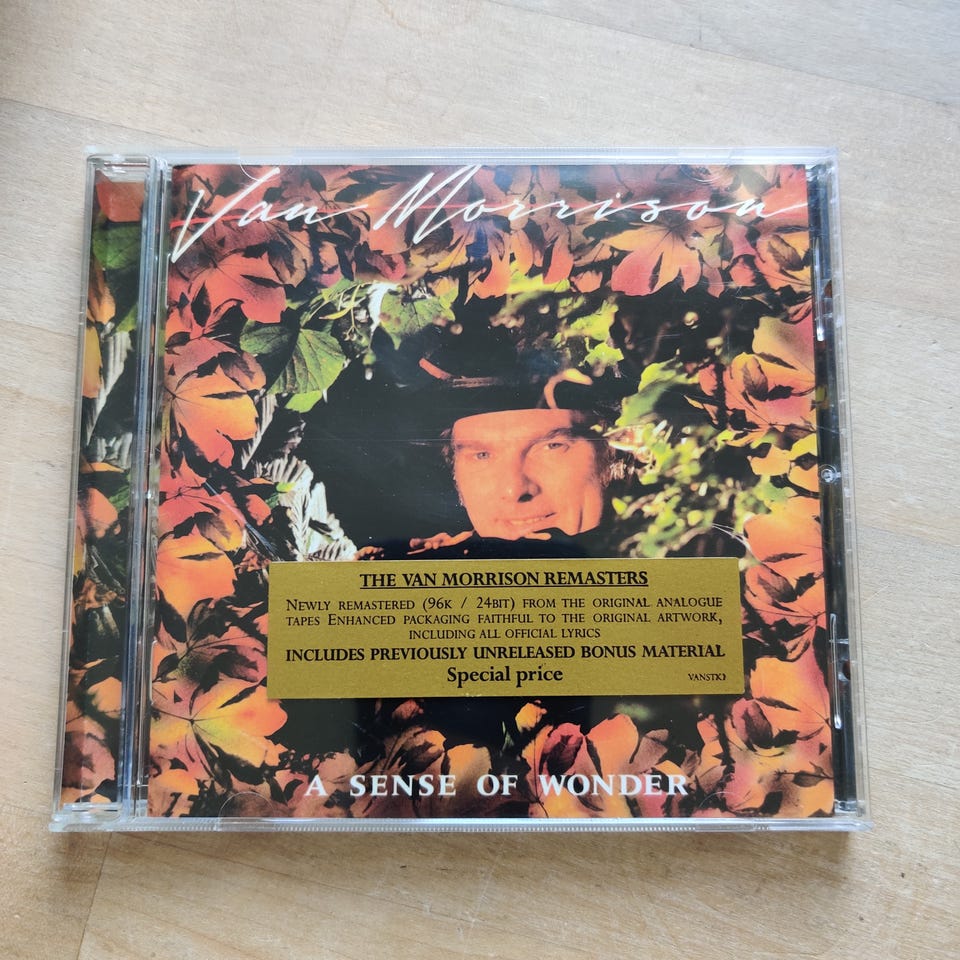 Van Morrison
THE VAN MORRISON REMASTERS
NEWLY REMASTERED (96K / 24BIT) FROM THE ORIGINAL ANALOGUE
TAPES ENHANCED PACKAGING FAITHFUL TO THE ORIGINAL ARTWORK,
INCLUDING ALL OFFICIAL LYRICS
INCLUDES PREVIOUSLY UNRELEASED BONUS MATERIAL
Special price
A SENSE OF WONDER